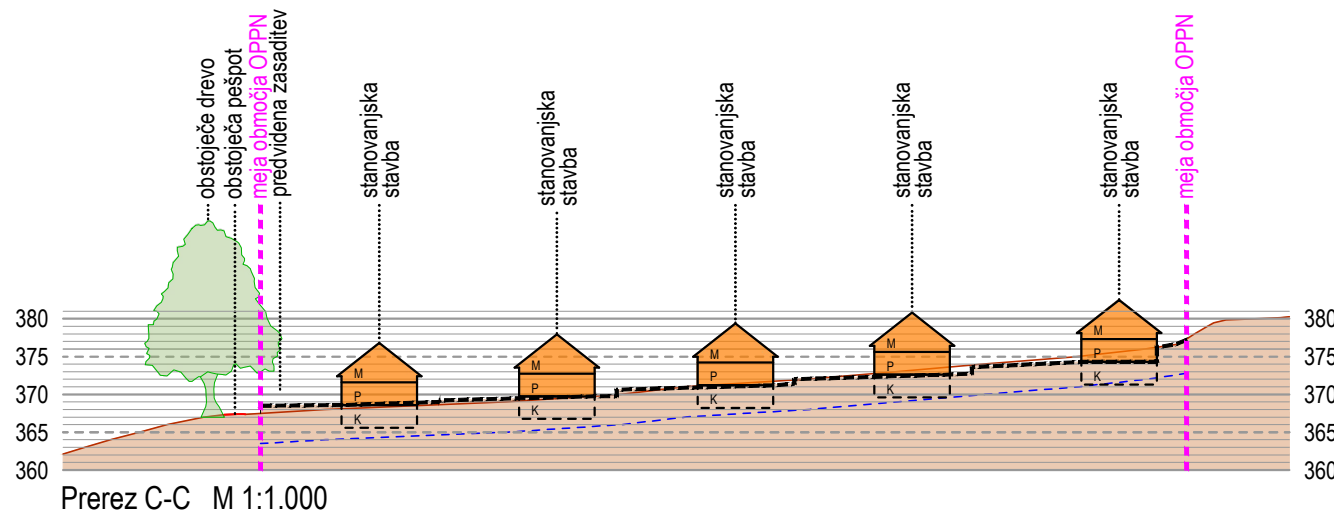 obstoječe drevo
obstoječa pešpot
meja območja OPPN
predvidena zasaditev
stanovanjska
stavba
stanovanjska
stavba
stanovanjska
stavba
stanovanjska
stavba
stanovanjska
stavba
meja območja OPPN
380
375
370
365
360
M
P
K
M
P
K
M
P
K
M
P
K
M
P
K
380
375
370
365
360
Prerez C-C M 1:1.000